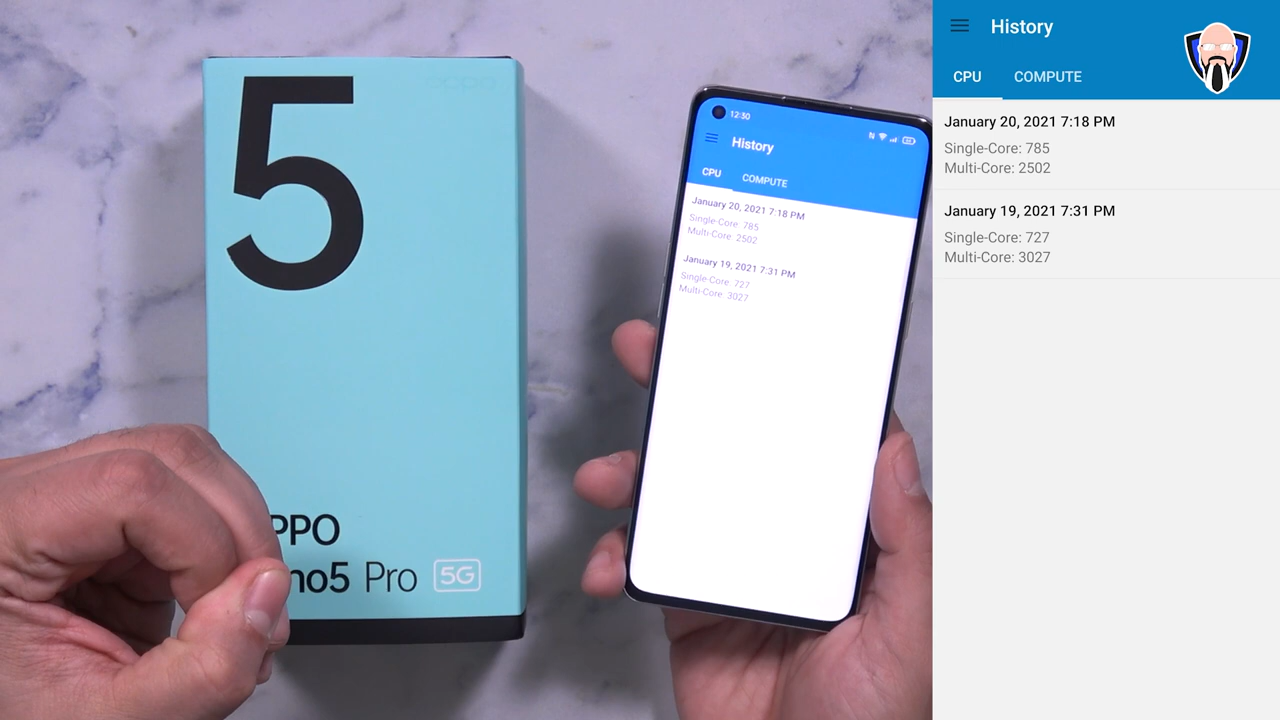 5
PPO
no5 Pro 5G
12:30
History
CPU COMPUTE
January 20, 2021 7:18 PM
Single-Core: 785
Multi-Core: 2502
January 19, 2021 7:31 PM
Single-Core: 727
Multi-Core: 3027
History
CPU COMPUTE
January 20, 2021 7:18 PM
Single-Core: 785
Multi-Core: 2502
January 19, 2021 7:31 PM
Single-Core: 727
Multi-Core: 3027